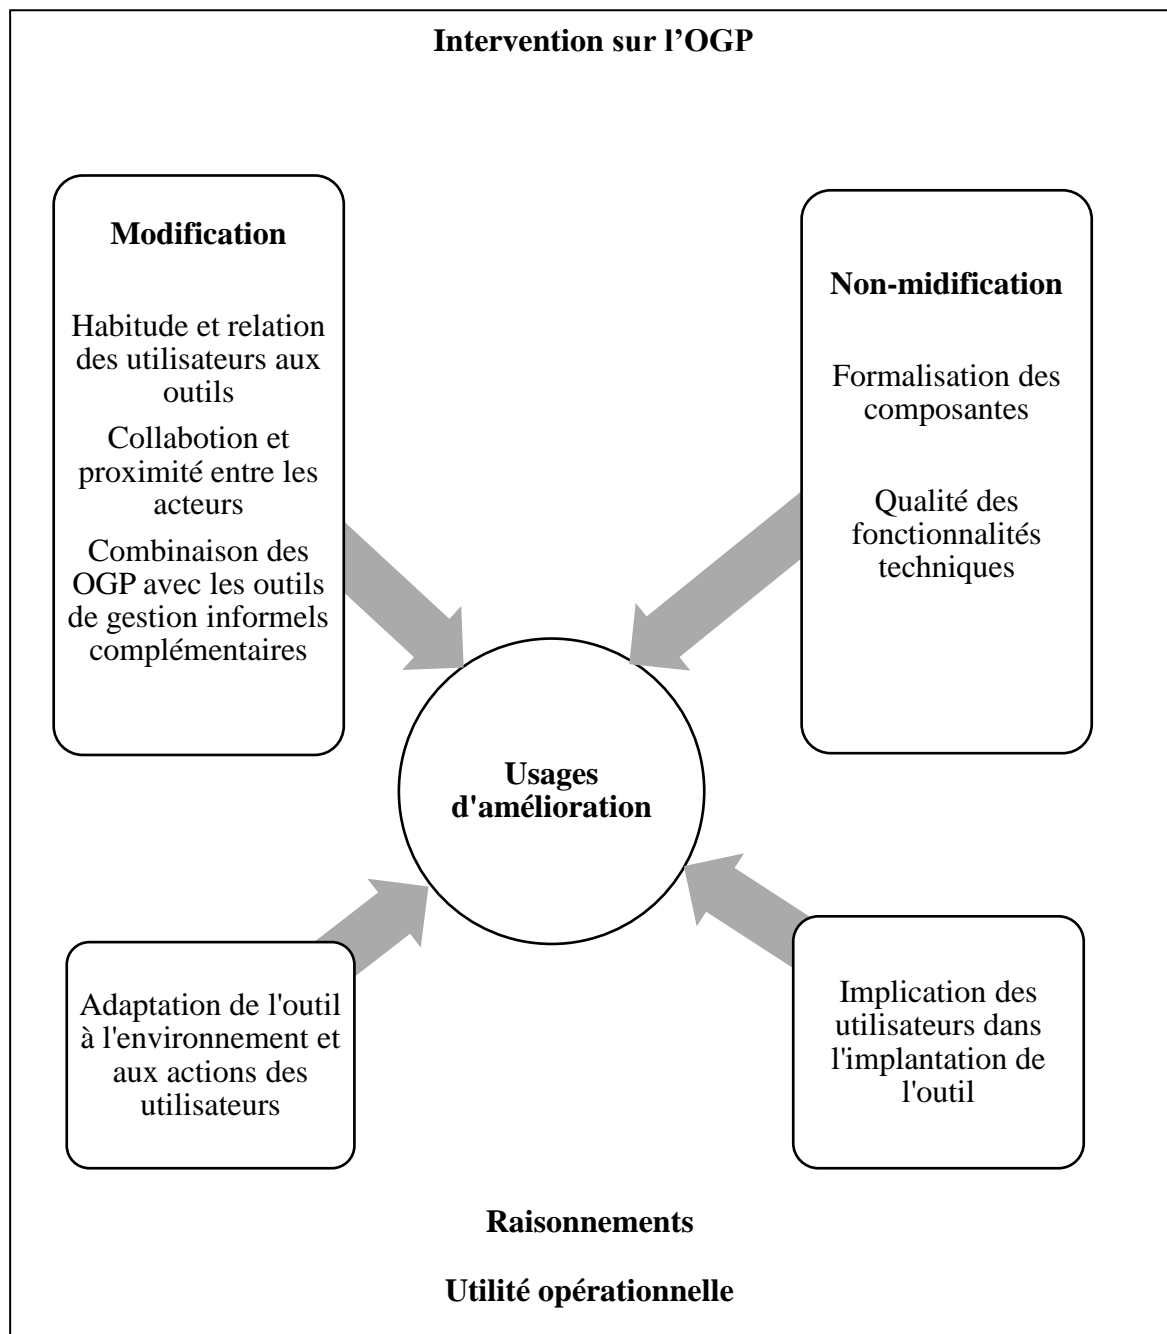 Intervention sur l’OGP
Modification
Habitude et relation
des utilisateurs aux
outils
Collabotion et
proximité entre les
acteurs
Combinaison des
OGP avec les outils
de gestion informels
complémentaires
Non-midification
Formalisation des
composantes
Qualité des
fonctionnalités
techniques
Usages
d'amélioration
Adaptation de l'outil
à l'environnement et
aux actions des
utilisateurs
Implication des
utilisateurs dans
l'implantation de
l'outil
Raisonnements
Utilité opérationnelle